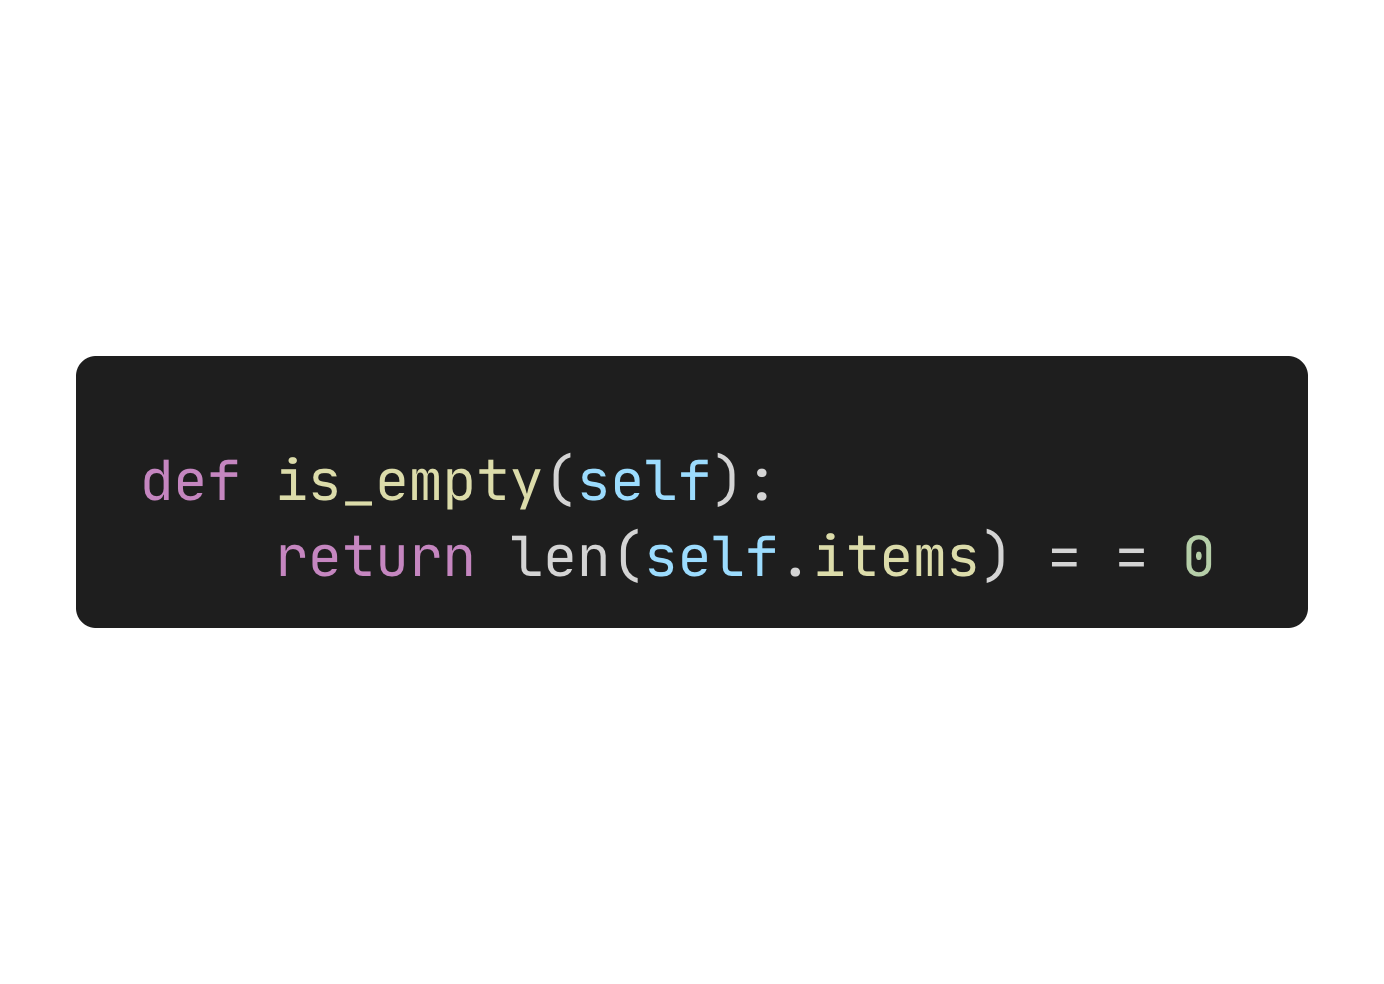 def is_empty(self):
    return len(self.items) = = 0